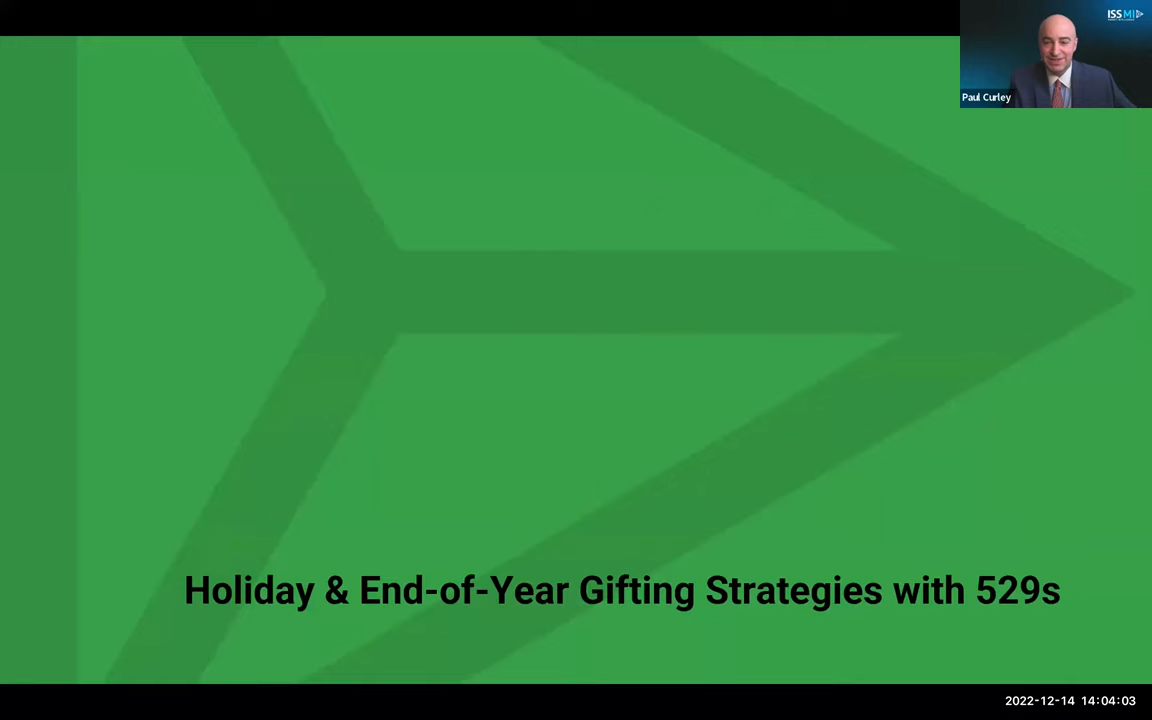 ISS MI
Paul Curley
Holiday & End-of-Year Gifting Strategies with 529s
2022-12-14 14:04:03